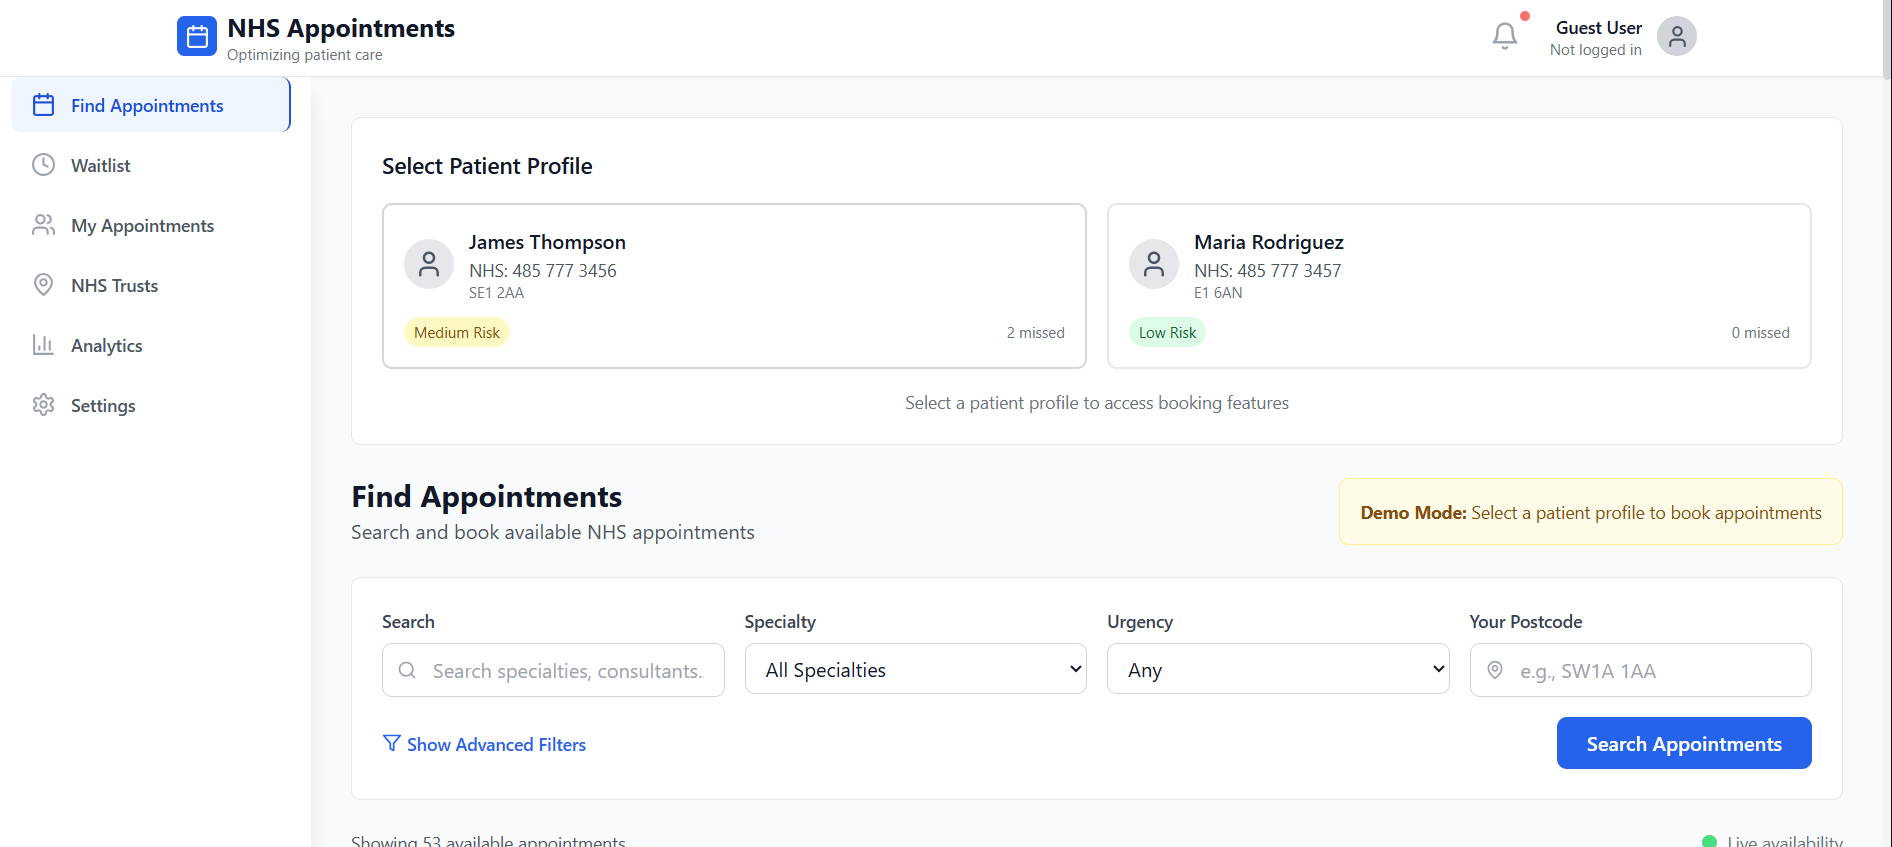 NHS Appointments
Optimizing patient care
Guest User
Not logged in
Find Appointments
Waitlist
My Appointments
NHS Trusts
Analytics
Settings
Select Patient Profile
James Thompson
NHS: 485 777 3456
SE1 2AA
Medium Risk
2 missed
Maria Rodriguez
NHS: 485 777 3457
E1 6AN
Low Risk
0 missed
Select a patient profile to access booking features
Find Appointments
Search and book available NHS appointments
Demo Mode: Select a patient profile to book appointments
Search
Search specialties, consultants..
Specialty
All Specialties
Urgency
Any
Your Postcode
e.g., SW1A 1AA
Show Advanced Filters
Search Appointments
Showing 53 available appointments
Live availability